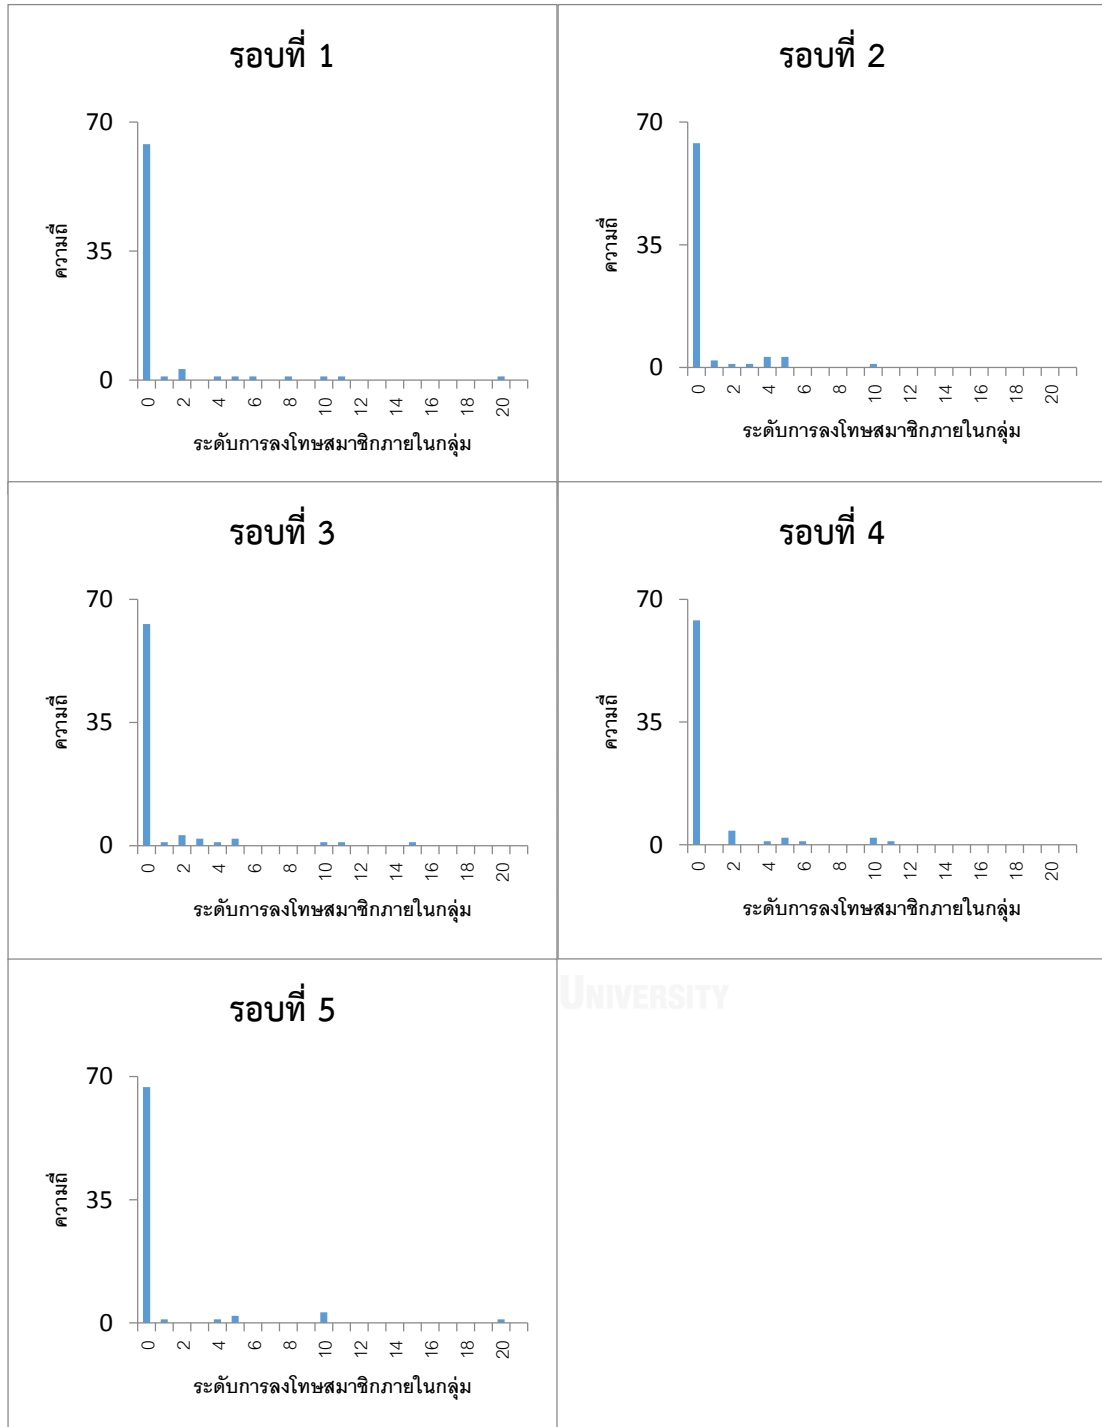 รอบที่ 1
70
35
0
ความถี่
0 2 4 6 8 10 12 14 16 18 20
ระดับการลงโทษสมาชิกภายในกลุ่ม
รอบที่ 2
70
35
0
ความถี่
0 2 4 6 8 10 12 14 16 18 20
ระดับการลงโทษสมาชิกภายในกลุ่ม
รอบที่ 3
70
35
0
ความถี่
0 2 4 6 8 10 12 14 16 18 20
ระดับการลงโทษสมาชิกภายในกลุ่ม
รอบที่ 4
70
35
0
ความถี่
0 2 4 6 8 10 12 14 16 18 20
ระดับการลงโทษสมาชิกภายในกลุ่ม
UNIVERSITY
รอบที่ 5
70
35
0
ความถี่
0 2 4 6 8 10 12 14 16 18 20
ระดับการลงโทษสมาชิกภายในกลุ่ม